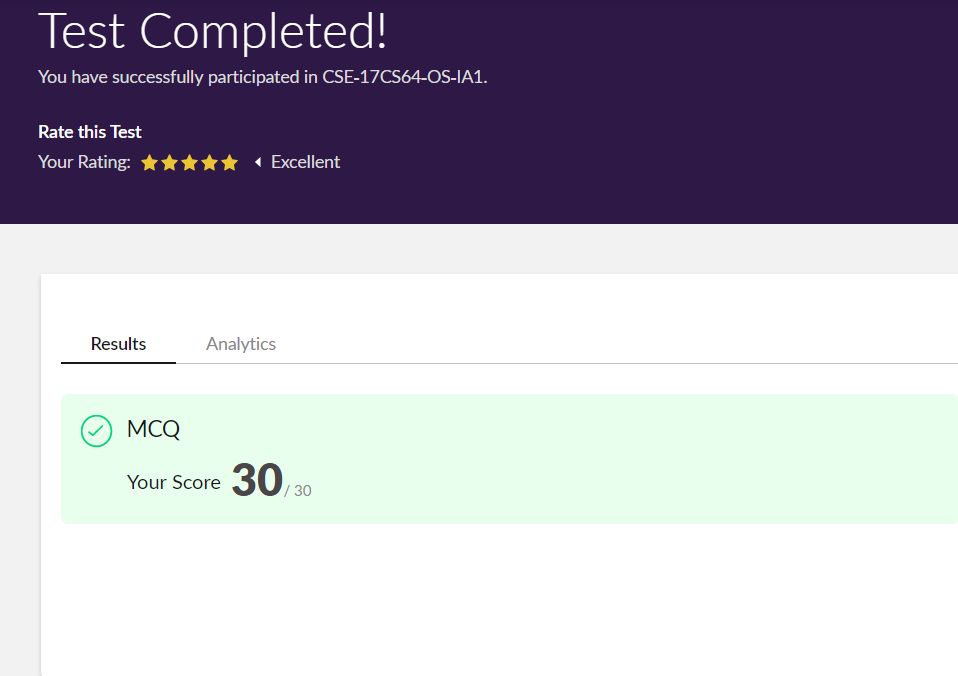 Test Completed!
You have successfully participated in CSE-17CS64-OS-IA1.
Rate this Test
Your Rating: Excellent
Results Analytics
MCQ
Your Score 30 / 30